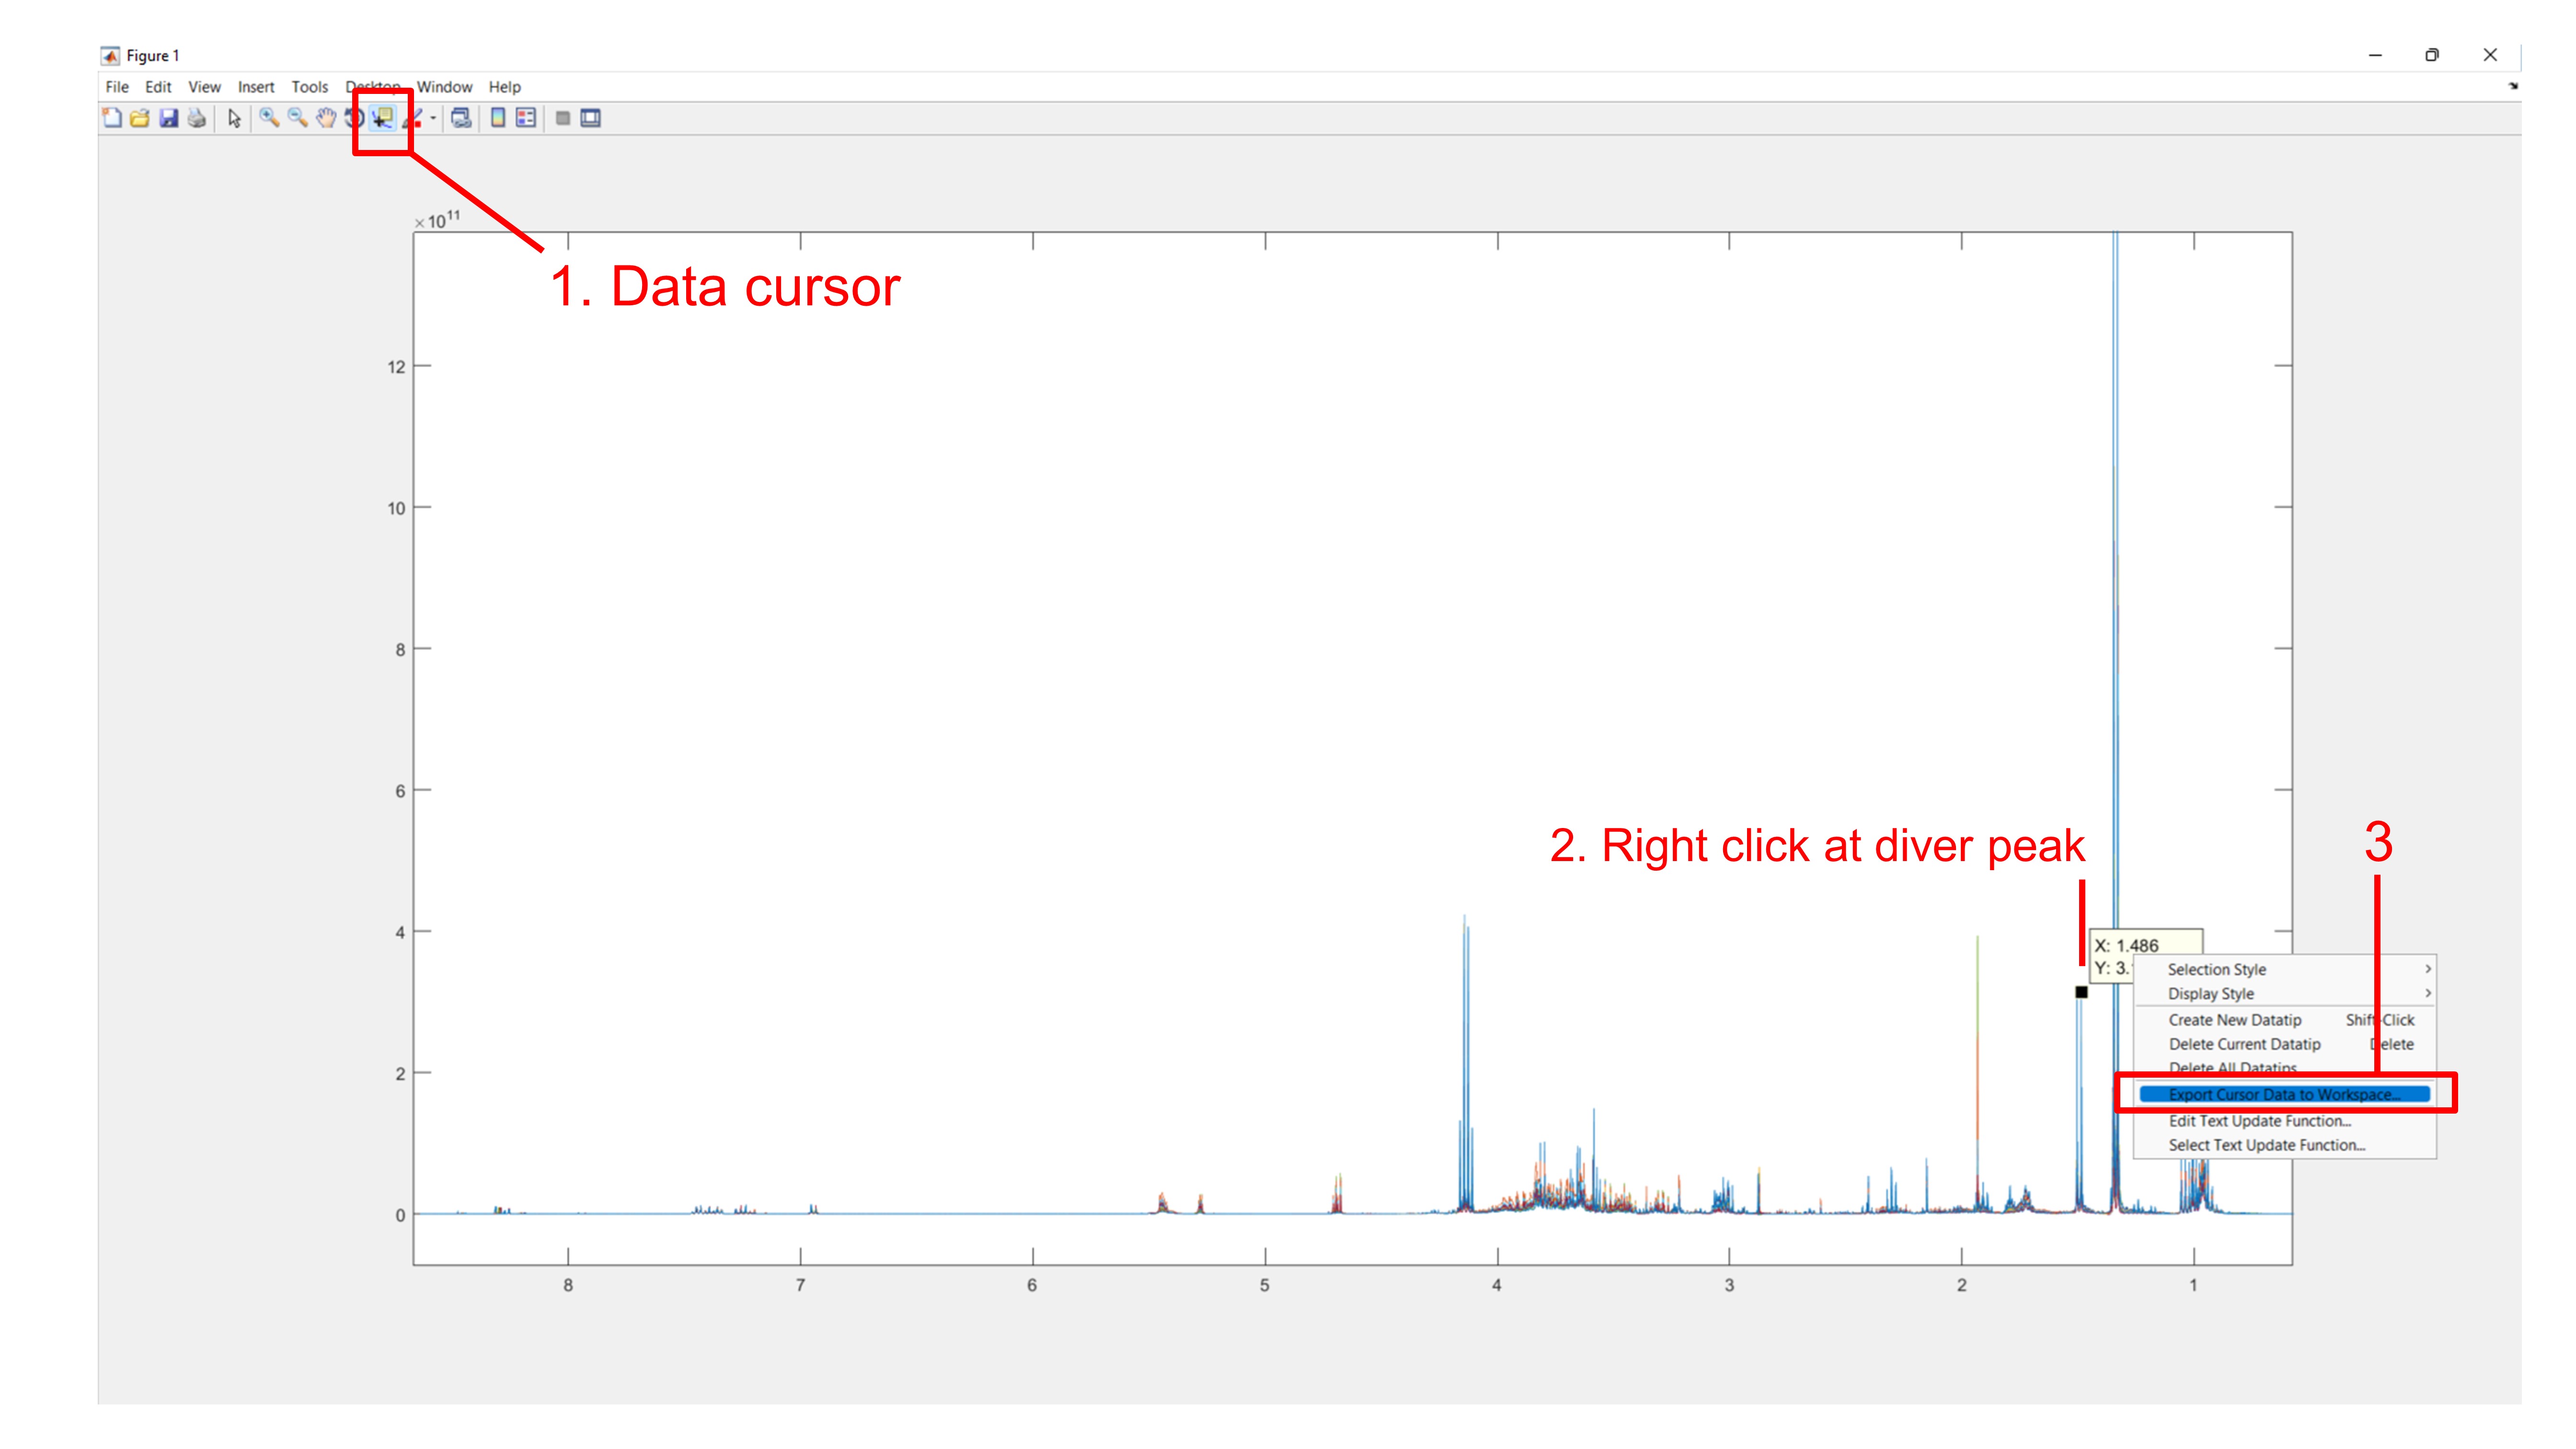 Figure 1
File Edit View Insert Tools Desktop Window Help
×10^11
1. Data cursor
12
10
8
6
2. Right click at diver peak
3
4
X: 1.486
Y: 3.
Selection Style
Display Style
Create New Datatip Shift-Click
Delete Current Datatip Delete
2
Delete All Datatips
Export Cursor Data to Workspace...
Edit Text Update Function...
Select Text Update Function...
0
8 7 6 5 4 3 2 1